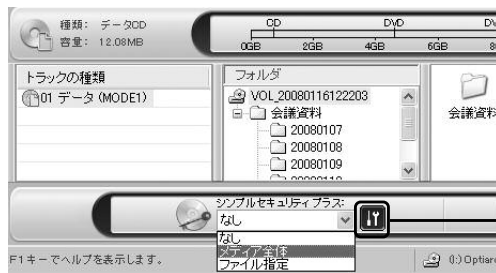 種類： データCD
容量： 12.08MB
CD DVD
0GB 2GB 4GB 6GB
トラックの種類
01 データ (MODE1)
フォルダ
VOL_20080116122203
会議資料
20080107
20080108
20080109
会議資料
シンプルセキュリティプラス：
なし
なし
メディア全体
ファイル指定
F1キーでヘルプを表示します。